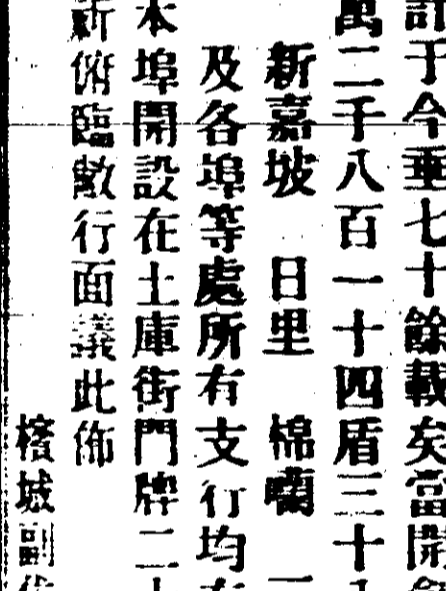 于今垂七十餘載矣當開
萬二千八百一十四盾三十
新嘉坡 日里 棉囒
及各埠等處所有支行均
本埠開設在土庫街門牌二
新俯臨敝行面議此佈
檳城副